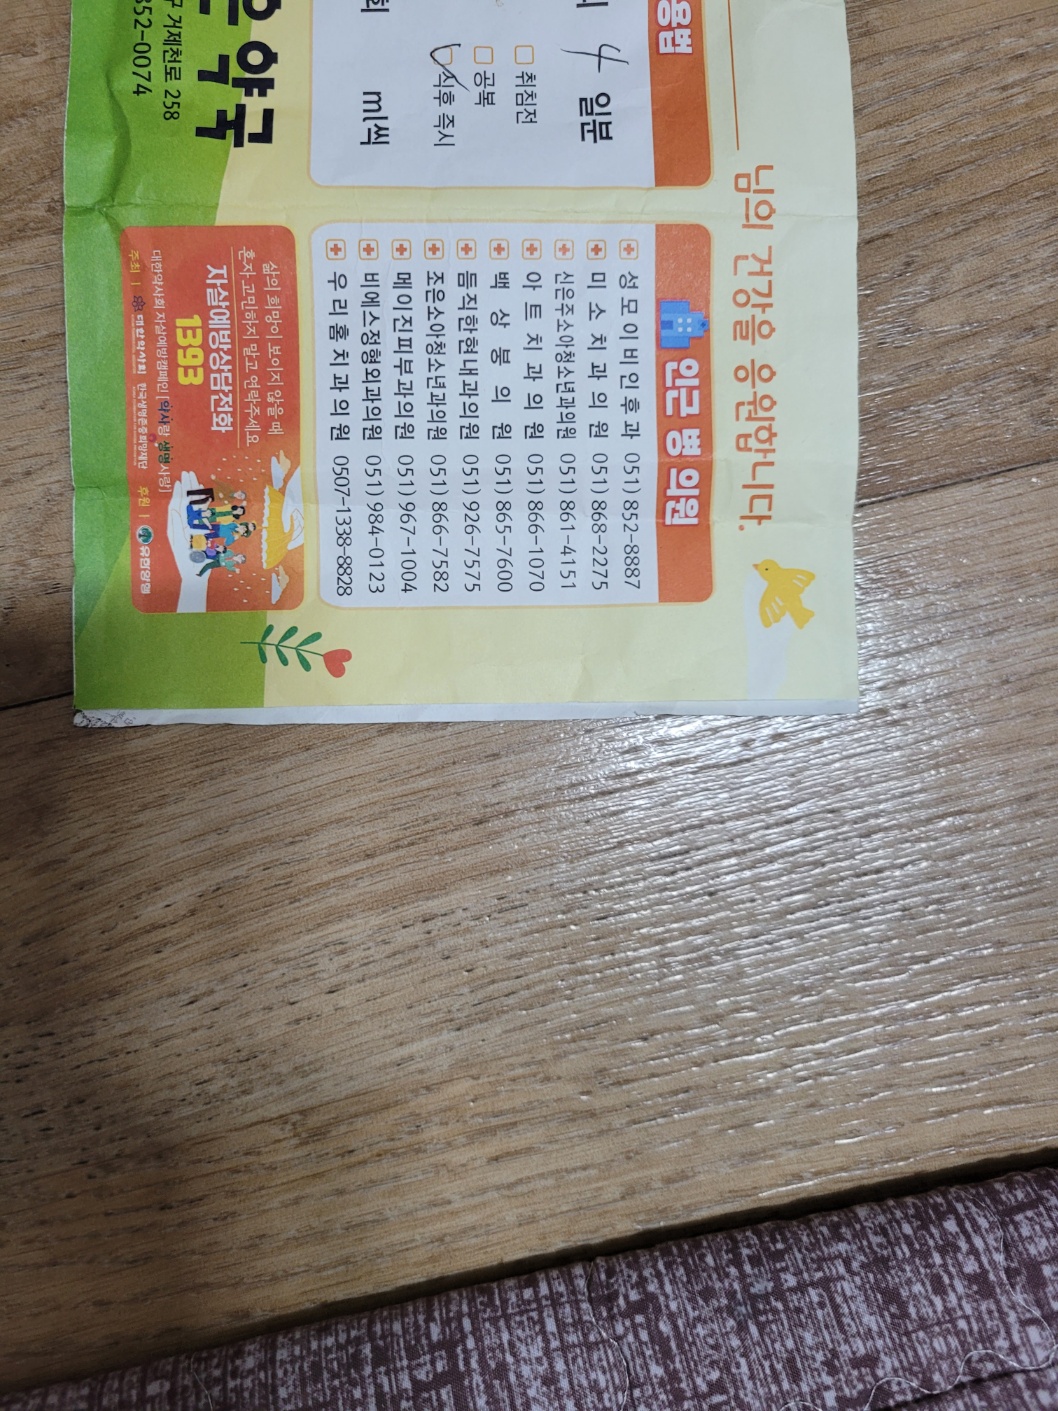 님의 건강을 응원합니다.
용법
4 일분
취침전
공복
식후 즉시
회 ml씩
인근 병의원
성모이비인후과 051)852-8887
미소치과의원 051)868-2275
신은주소아청소년과의원 051)861-4151
아트치과의원 051)866-1070
백상봉의원 051)865-7600
듬직한현내과의원 051)926-7575
조은소아청소년과의원 051)866-7582
메이진피부과의원 051)967-1004
비에스정형외과의원 051)984-0123
우리홈치과의원 0507-1338-8828
약국
구 거제천로 258
852-0074
삶의 희망이 보이지 않을 때
혼자 고민하지 말고 연락주세요
자살예방상담전화
1393
대한약사회 자살예방캠페인 [약사랑 생명사랑]
주최 | 대한약사회 한국생명존중희망재단 후원 | 유한양행